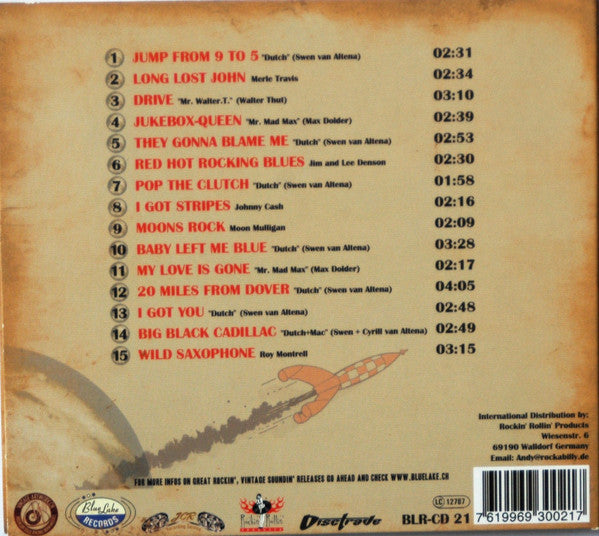 1 JUMP FROM 9 TO 5 "Dutch" (Swen van Altena) 02:31
2 LONG LOST JOHN Merle Travis 02:34
3 DRIVE "Mr. Walter.T." (Walter Thut) 03:10
4 JUKEBOX-QUEEN "Mr. Mad Max" (Max Dolder) 02:39
5 THEY GONNA BLAME ME "Dutch" (Swen van Altena) 02:53
6 RED HOT ROCKING BLUES Jim and Lee Denson 02:30
7 POP THE CLUTCH "Dutch" (Swen van Altena) 01:58
8 I GOT STRIPES Johnny Cash 02:16
9 MOONS ROCK Moon Mulligan 02:09
10 BABY LEFT ME BLUE "Dutch" (Swen van Altena) 03:28
11 MY LOVE IS GONE "Mr. Mad Max" (Max Dolder) 02:17
12 20 MILES FROM DOVER "Dutch" (Swen van Altena) 04:05
13 I GOT YOU "Dutch" (Swen van Altena) 02:48
14 BIG BLACK CADILLAC "Dutch+Mac" (Swen + Cyrill van Altena) 02:49
15 WILD SAXOPHONE Roy Montrell 03:15
International Distribution by:
Rockin' Rollin' Products
Wiesenstr. 6
69190 Walldorf Germany
Email: Andy@rockabilly.de
FOR MORE INFOS ON GREAT ROCKIN', VINTAGE SOUNDIN' RELEASES GO AHEAD AND CHECK WWW.BLUELAKE.CH
Blue Lake
RECORDS
JCR
Recording Service
Rockin' Rollin'
PRODUCTS
Disctrade
LC 12787
BLR-CD 21
7 619969 300217